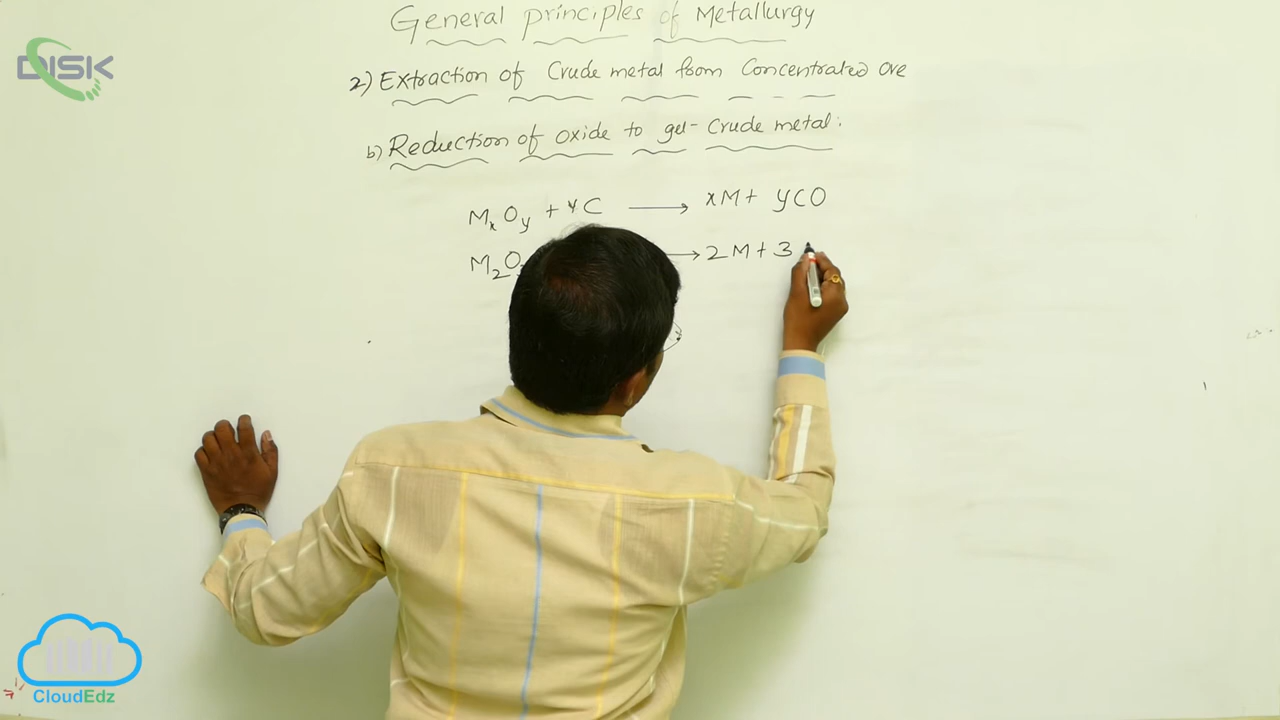 DISK
General principles of Metallurgy
2) Extraction of Crude metal from Concentrated Ore
b) Reduction of oxide to get Crude metal:
MxOy + yC → xM + yCO
M2O → 2M + 3
CloudEdz